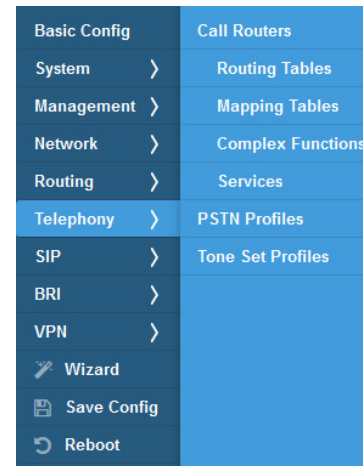 Basic Config
System
Management
Network
Routing
Telephony
SIP
BRI
VPN
Wizard
Save Config
Reboot
Call Routers
Routing Tables
Mapping Tables
Complex Functions
Services
PSTN Profiles
Tone Set Profiles